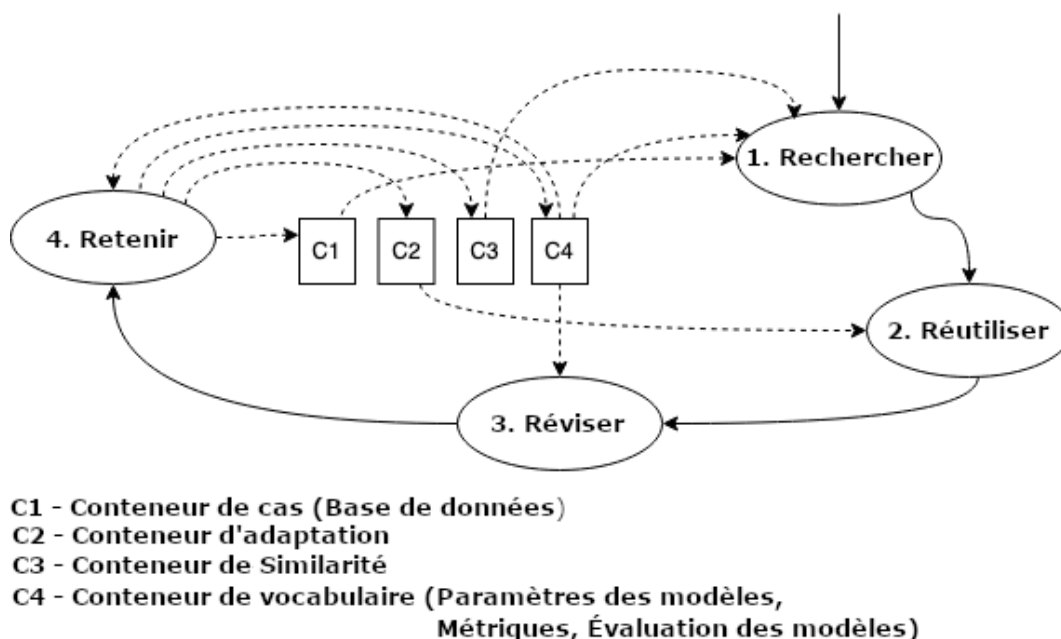 1. Rechercher
4. Retenir
C1
C2
C3
C4
2. Réutiliser
3. Réviser
C1 - Conteneur de cas (Base de données)
C2 - Conteneur d'adaptation
C3 - Conteneur de Similarité
C4 - Conteneur de vocabulaire (Paramètres des modèles,
Métriques, Évaluation des modèles)